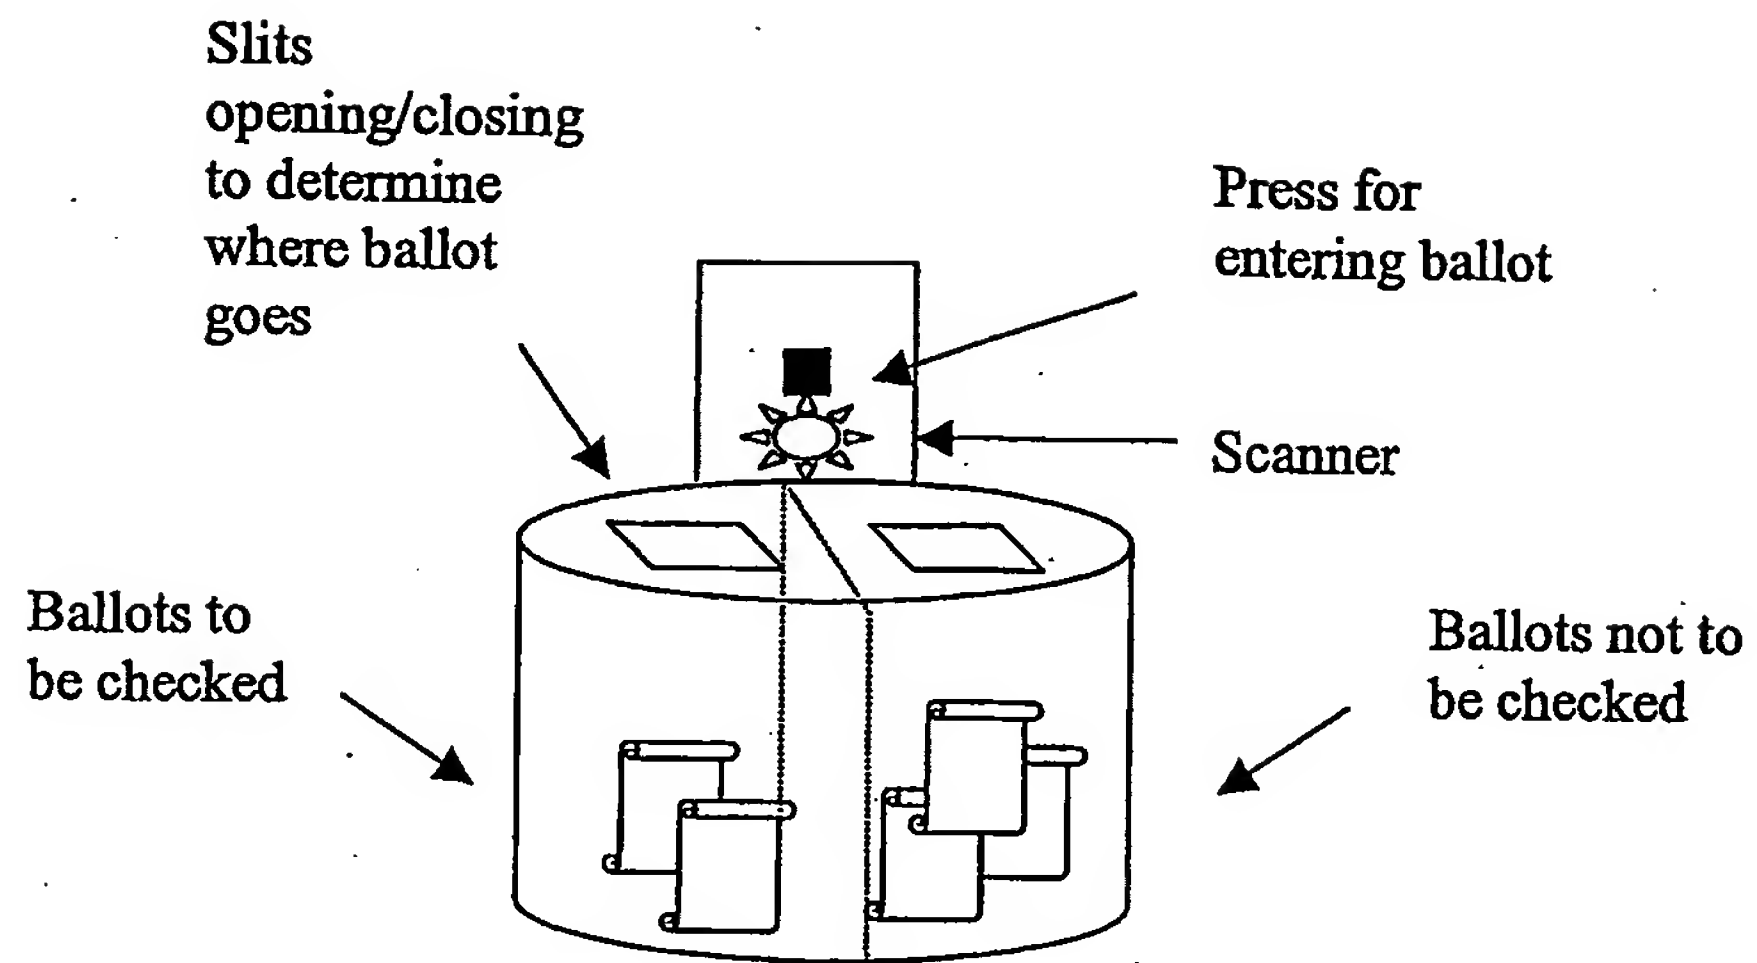 Slits
opening/closing
to determine
where ballot
goes
Press for
entering ballot
Scanner
Ballots to
be checked
Ballots not to
be checked